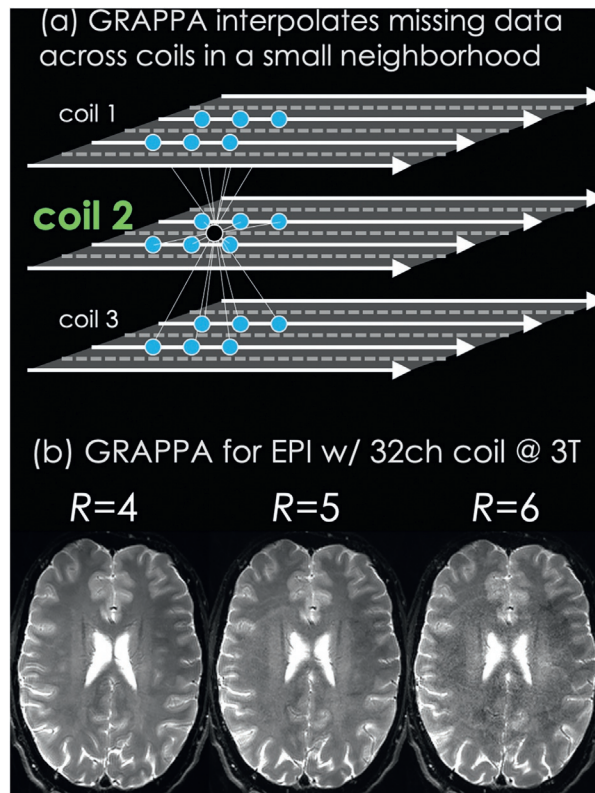 (a) GRAPPA interpolates missing data
across coils in a small neighborhood
coil 1
coil 2
coil 3
(b) GRAPPA for EPI w/ 32ch coil @ 3T
R=4 R=5 R=6